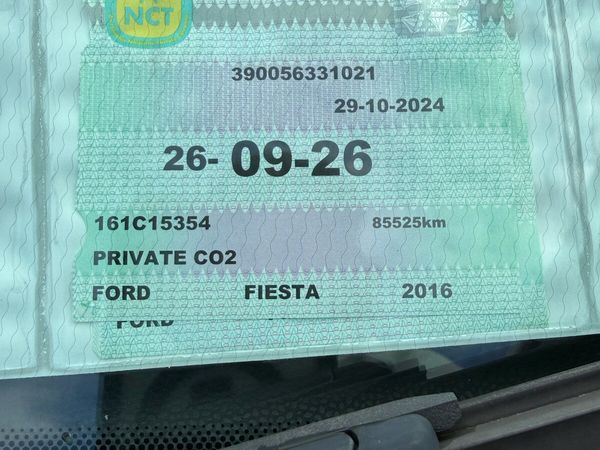 NCT
390056331021
29-10-2024
26- 09-26
161C15354 85525km
PRIVATE CO2
FORD FIESTA 2016
FORD